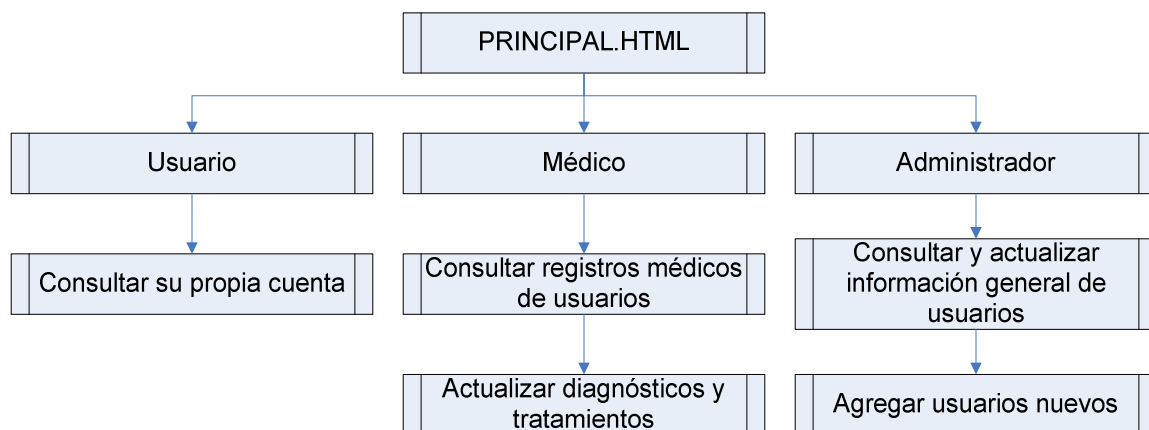 PRINCIPAL.HTML
Usuario
Médico
Administrador
Consultar su propia cuenta
Consultar registros médicos
de usuarios
Consultar y actualizar
información general de
usuarios
Actualizar diagnósticos y
tratamientos
Agregar usuarios nuevos